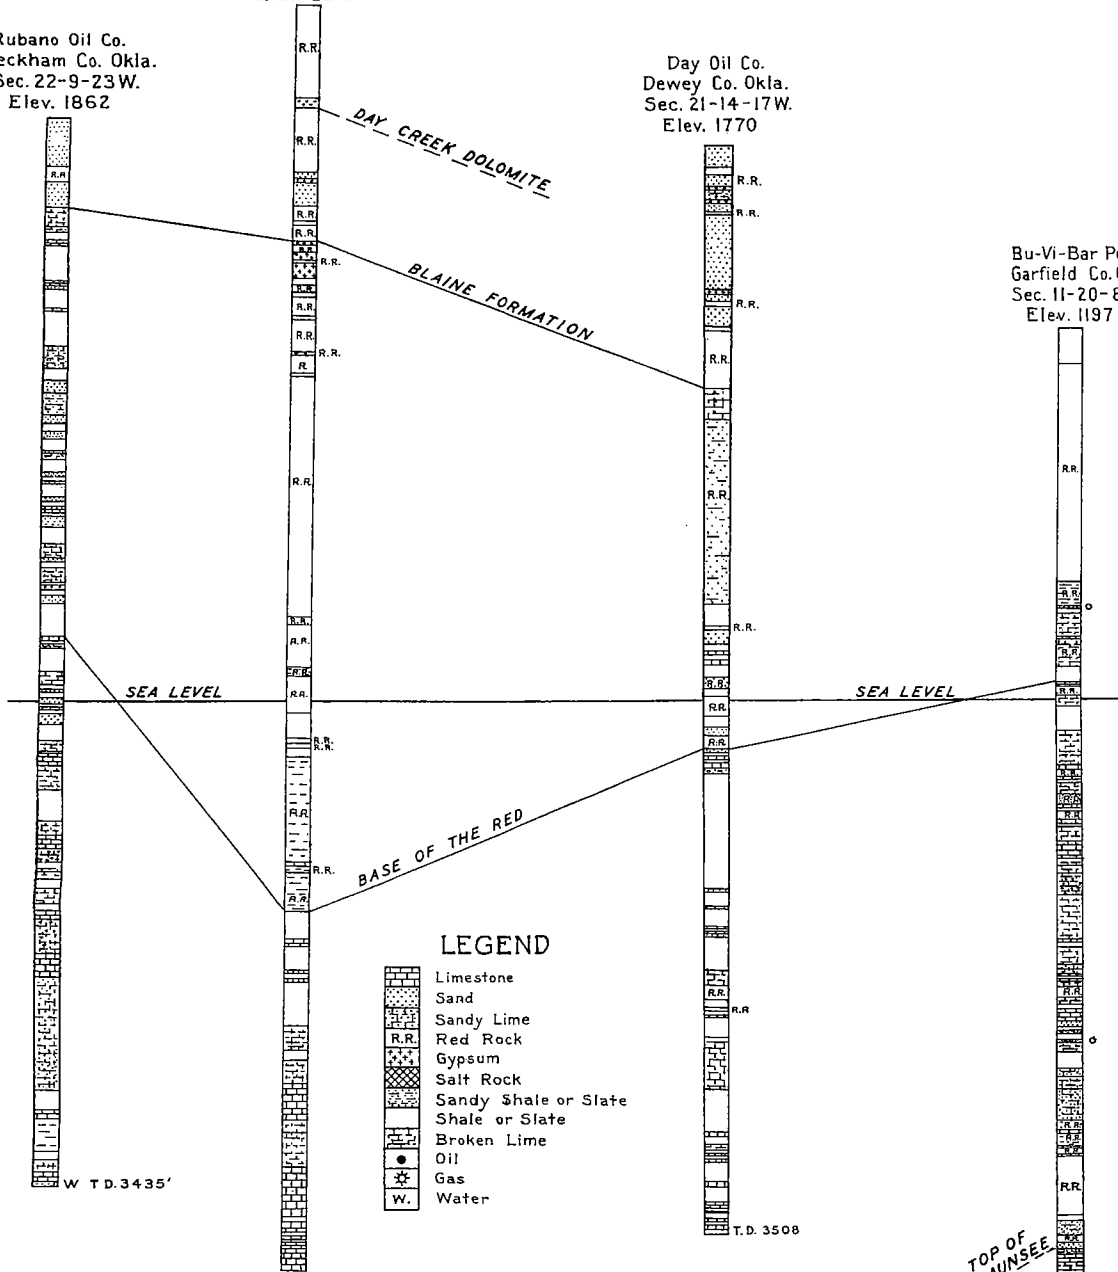 Rubano Oil Co.
Beckham Co. Okla.
Sec. 22-9-23W.
Elev. 1862
R.R.
R.R.
R.R.
DAY CREEK DOLOMITE
R.R.
R.R.
R.R.
R.R.
R.R.
R.R.
R.R.
R.R.
R.R.
R.
R.R.
R.R.
R.R.
R.R.
R.R.
R.R.
R.R.
R.R.
R.R.
R.R.
BLAINE FORMATION
Day Oil Co.
Dewey Co. Okla.
Sec. 21-14-17W.
Elev. 1770
R.R.
R.R.
R.R.
R.R.
R.R.
R.R.
R.R.
R.R.
R.R.
R.R.
R.R
T.D. 3508
Bu-Vi-Bar
Garfield Co.
Sec. 11-20-8
Elev. 1197
R.R.
R.R.
R.R.
R.R.
R.R.
R.R.
R.R.
R.R.
R.R.
R.R.
R.R.
R.R.
R.R.
SEA LEVEL
SEA LEVEL
BASE OF THE RED
LEGEND
Limestone
Sand
Sandy Lime
R.R. Red Rock
Gypsum
Salt Rock
Sandy Shale or Slate
Shale or Slate
Broken Lime
Oil
Gas
W. Water
W T.D. 3435'
TOP OF